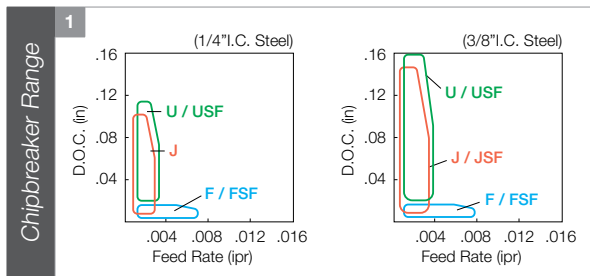 Chipbreaker Range
1
(1/4"I.C. Steel)
D.O.C. (in)
.16
.12
.08
.04
U / USF
J
F / FSF
.004 .008 .012 .016
Feed Rate (ipr)
(3/8"I.C. Steel)
D.O.C. (in)
.16
.12
.08
.04
U / USF
J / JSF
F / FSF
.004 .008 .012 .016
Feed Rate (ipr)